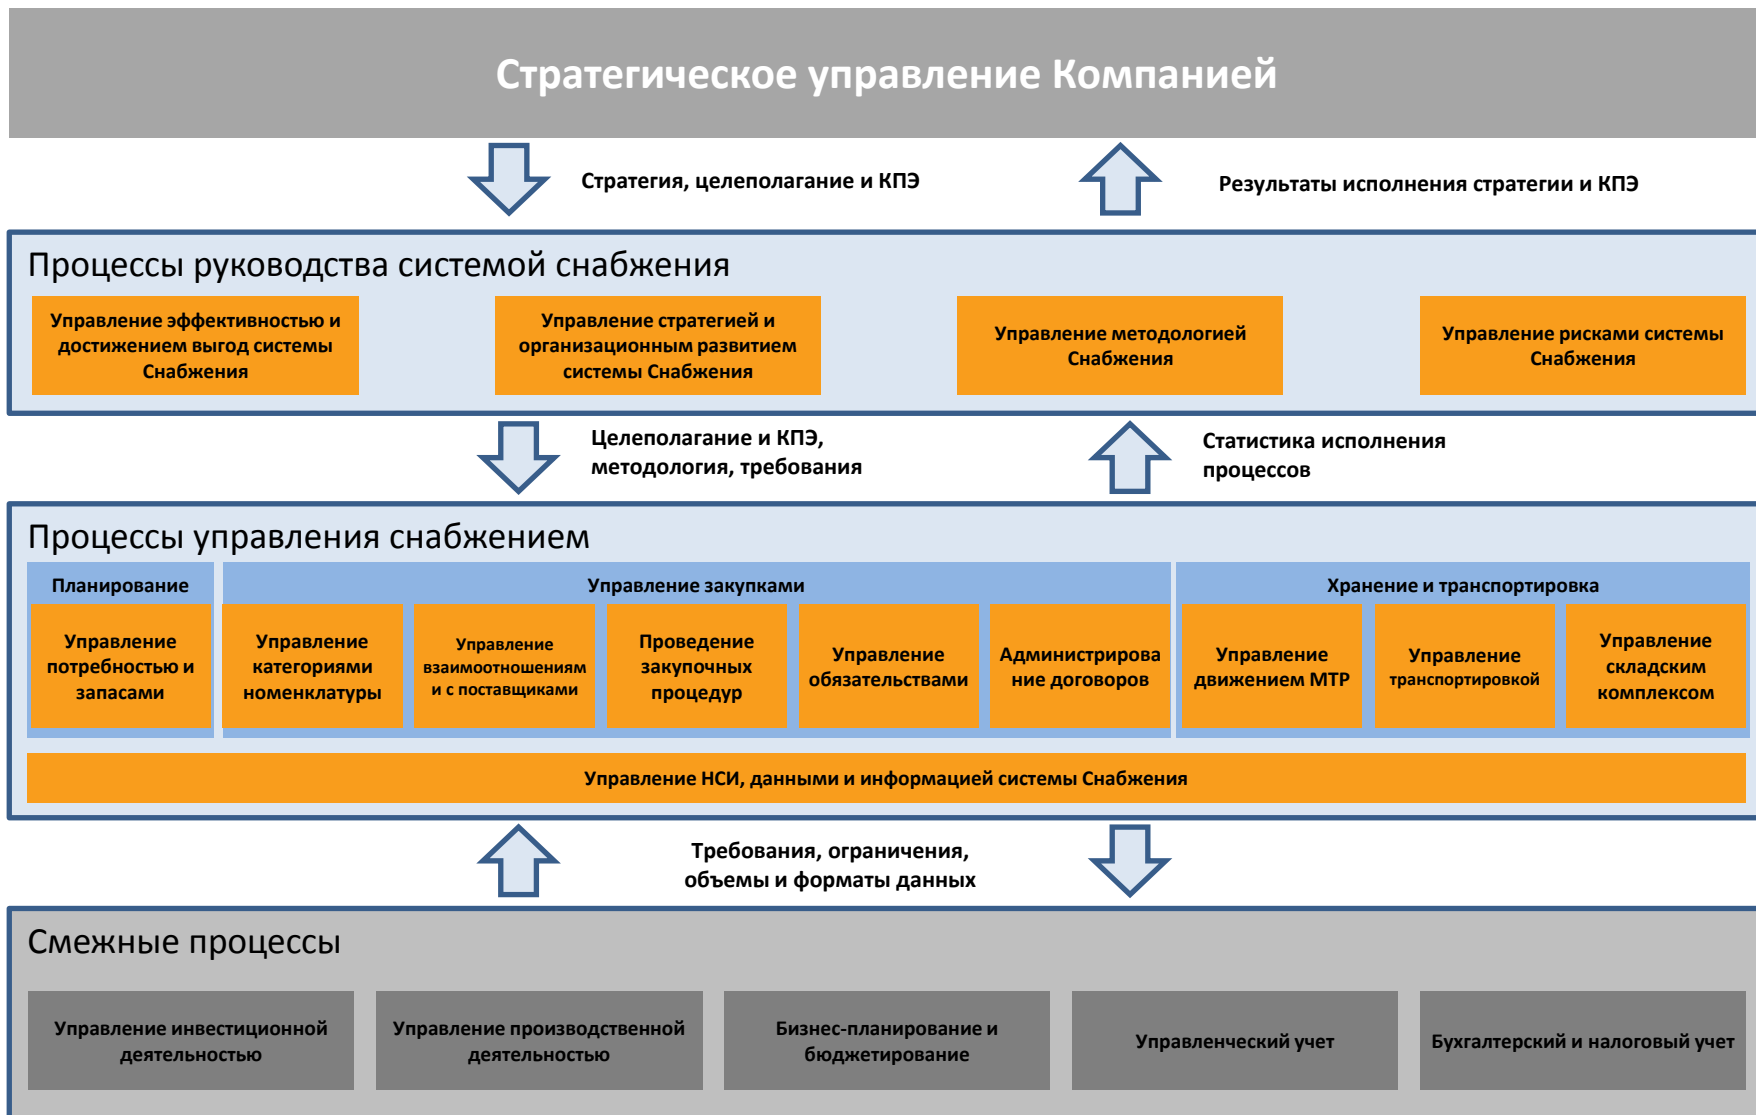 Стратегическое управление Компанией
Стратегия, целеполагание и КПЭ
Результаты исполнения стратегии и КПЭ
Процессы руководства системой снабжения
Управление эффективностью и
достижением выгод системы
Снабжения
Управление стратегией и
организационным развитием
системы Снабжения
Управление методологией
Снабжения
Управление рисками системы
Снабжения
Целеполагание и КПЭ,
методология, требования
Статистика исполнения
процессов
Процессы управления снабжением
Планирование
Управление закупками
Хранение и транспортировка
Управление
потребностью и
запасами
Управление
категориями
номенклатуры
Управление
взаимоотношениям
и с поставщиками
Проведение
закупочных
процедур
Управление
обязательствами
Администрирова
ние договоров
Управление
движением МТР
Управление
транспортировкой
Управление
складским
комплексом
Управление НСИ, данными и информацией системы Снабжения
Требования, ограничения,
объемы и форматы данных
Смежные процессы
Управление инвестиционной
деятельностью
Управление производственной
деятельностью
Бизнес-планирование и
бюджетирование
Управленческий учет
Бухгалтерский и налоговый учет